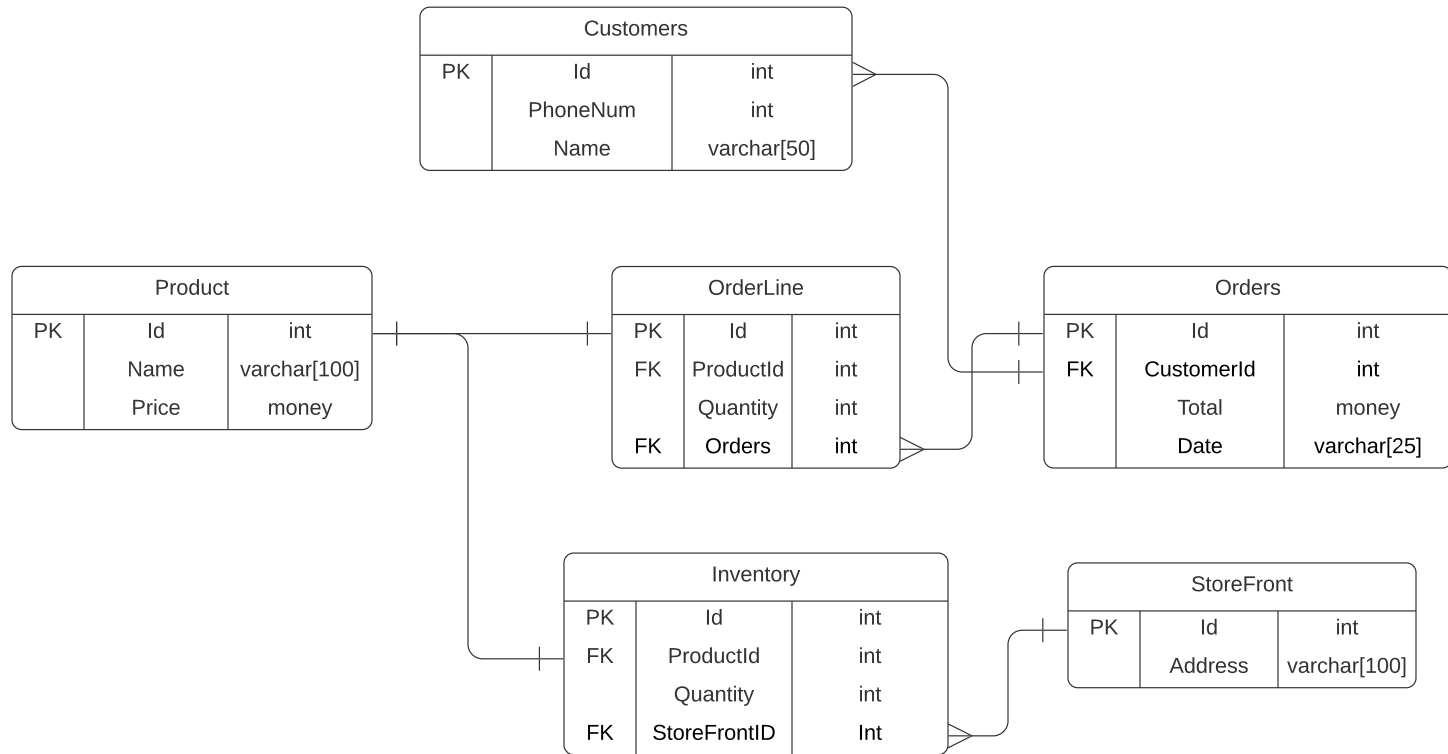 Customers
PK Id int
PhoneNum int
Name varchar[50]
Product
PK Id int
Name varchar[100]
Price money
OrderLine
PK Id int
FK ProductId int
Quantity int
FK Orders int
Orders
PK Id int
FK CustomerId int
Total money
Date varchar[25]
Inventory
PK Id int
FK ProductId int
Quantity int
FK StoreFrontID Int
StoreFront
PK Id int
Address varchar[100]